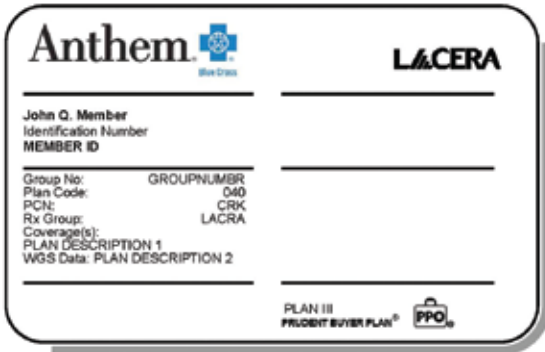 Anthem
Blue Cross
LACERA
John Q. Member
Identification Number
MEMBER ID
Group No: GROUPNUMBR
Plan Code: 040
PCN: CRK
Rx Group: LACRA
Coverage(s):
PLAN DESCRIPTION 1
WGS Data: PLAN DESCRIPTION 2
PLAN III
PRUDENT BUYER PLAN®
PPO®